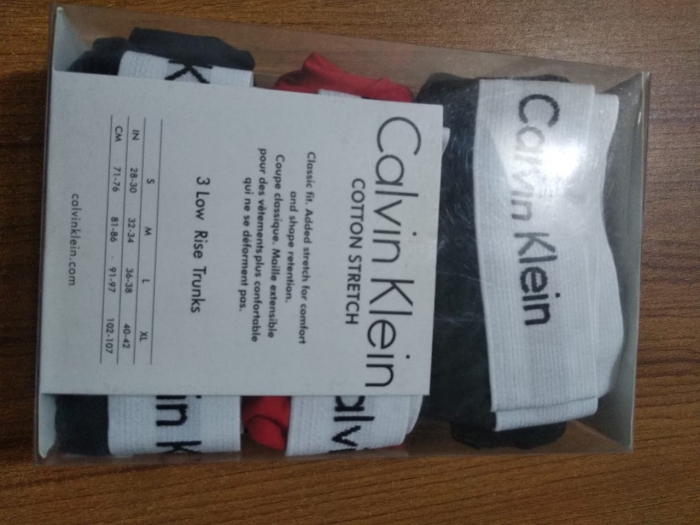 Calvin Klein
COTTON STRETCH
Classic fit. Added stretch for comfort
and shape retention.
Coupe classique. Maille extensible
pour des vêtements plus confortable
qui ne se déforment pas.
3 Low Rise Trunks
S M L XL
IN 28-30 32-34 36-38 40-42
CM 71-76 81-86 - 91-97 102-107
calvinklein.com
Calvin Klein
alv
K
in K